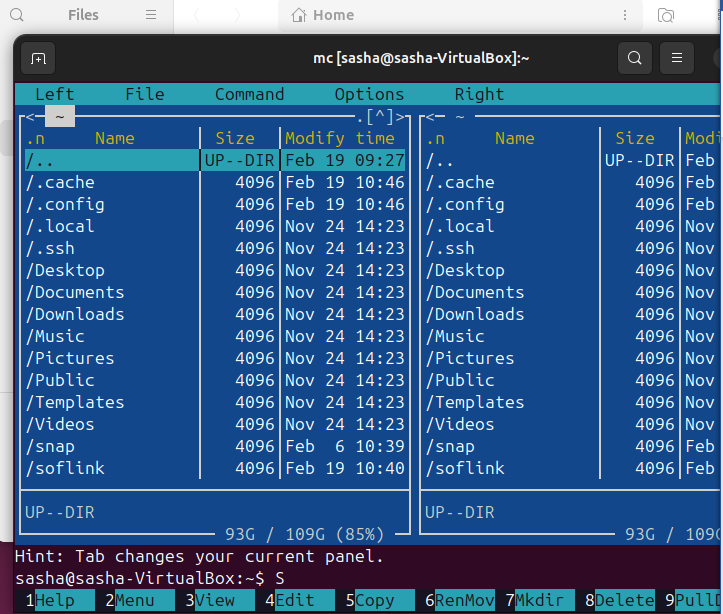 Files Home
mc [sasha@sasha-VirtualBox]:~
Left File Command Options Right
<─ ~ ─.[^]>┐┌<─ ~
.n Name Size Modify time .n Name Size Modi
/.. UP--DIR Feb 19 09:27 /.. UP--DIR Feb
/.cache 4096 Feb 19 10:46 /.cache 4096 Feb
/.config 4096 Feb 19 10:46 /.config 4096 Feb
/.local 4096 Nov 24 14:23 /.local 4096 Nov
/.ssh 4096 Nov 24 14:23 /.ssh 4096 Nov
/Desktop 4096 Nov 24 14:23 /Desktop 4096 Nov
/Documents 4096 Nov 24 14:23 /Documents 4096 Nov
/Downloads 4096 Nov 24 14:23 /Downloads 4096 Nov
/Music 4096 Nov 24 14:23 /Music 4096 Nov
/Pictures 4096 Nov 24 14:23 /Pictures 4096 Nov
/Public 4096 Nov 24 14:23 /Public 4096 Nov
/Templates 4096 Nov 24 14:23 /Templates 4096 Nov
/Videos 4096 Nov 24 14:23 /Videos 4096 Nov
/snap 4096 Feb 6 10:39 /snap 4096 Feb
/soflink 4096 Feb 19 10:40 /soflink 4096 Feb
UP--DIR UP--DIR
93G / 109G (85%) 93G / 109G
Hint: Tab changes your current panel.
sasha@sasha-VirtualBox:~$ S
1Help 2Menu 3View 4Edit 5Copy 6RenMov 7Mkdir 8Delete 9PullD